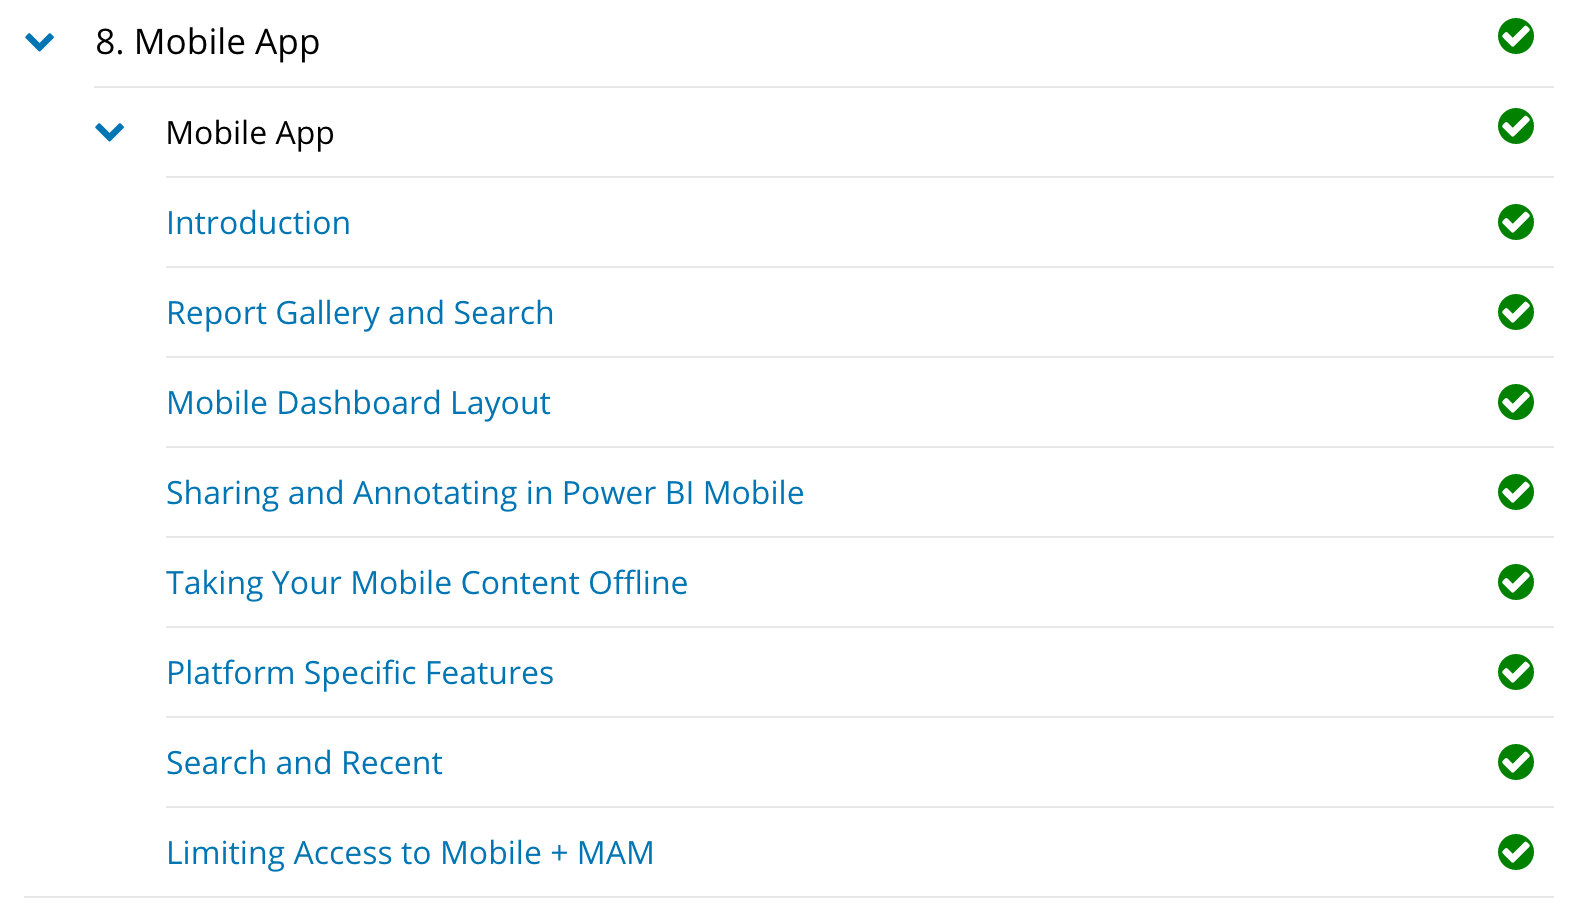 8. Mobile App
Mobile App
Introduction
Report Gallery and Search
Mobile Dashboard Layout
Sharing and Annotating in Power BI Mobile
Taking Your Mobile Content Offline
Platform Specific Features
Search and Recent
Limiting Access to Mobile + MAM